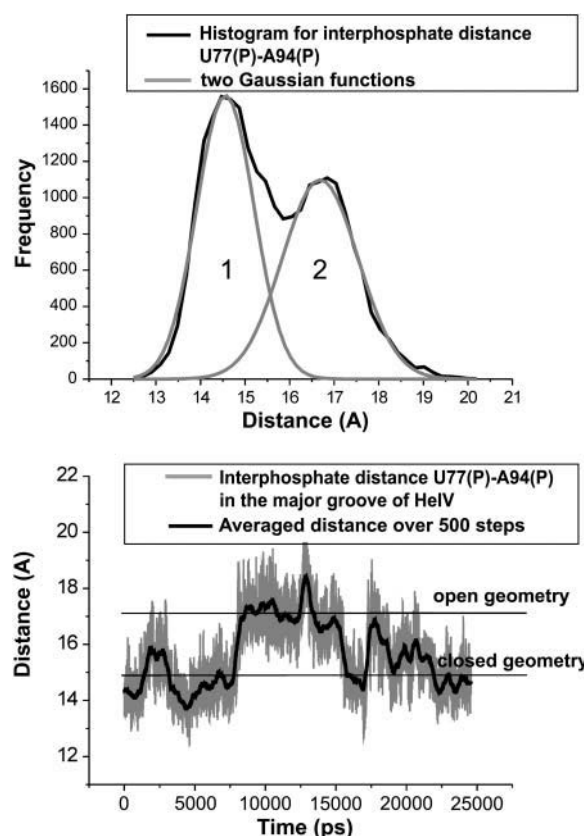 Histogram for interphosphate distance
U77(P)-A94(P)
two Gaussian functions
Frequency
1600
1400
1200
1000
800
600
400
200
0
1
2
12 13 14 15 16 17 18 19 20 21
Distance (A)
Interphosphate distance U77(P)-A94(P)
in the major groove of HelV
Averaged distance over 500 steps
Distance (A)
22
20
18
16
14
12
open geometry
closed geometry
0 5000 10000 15000 20000 25000
Time (ps)